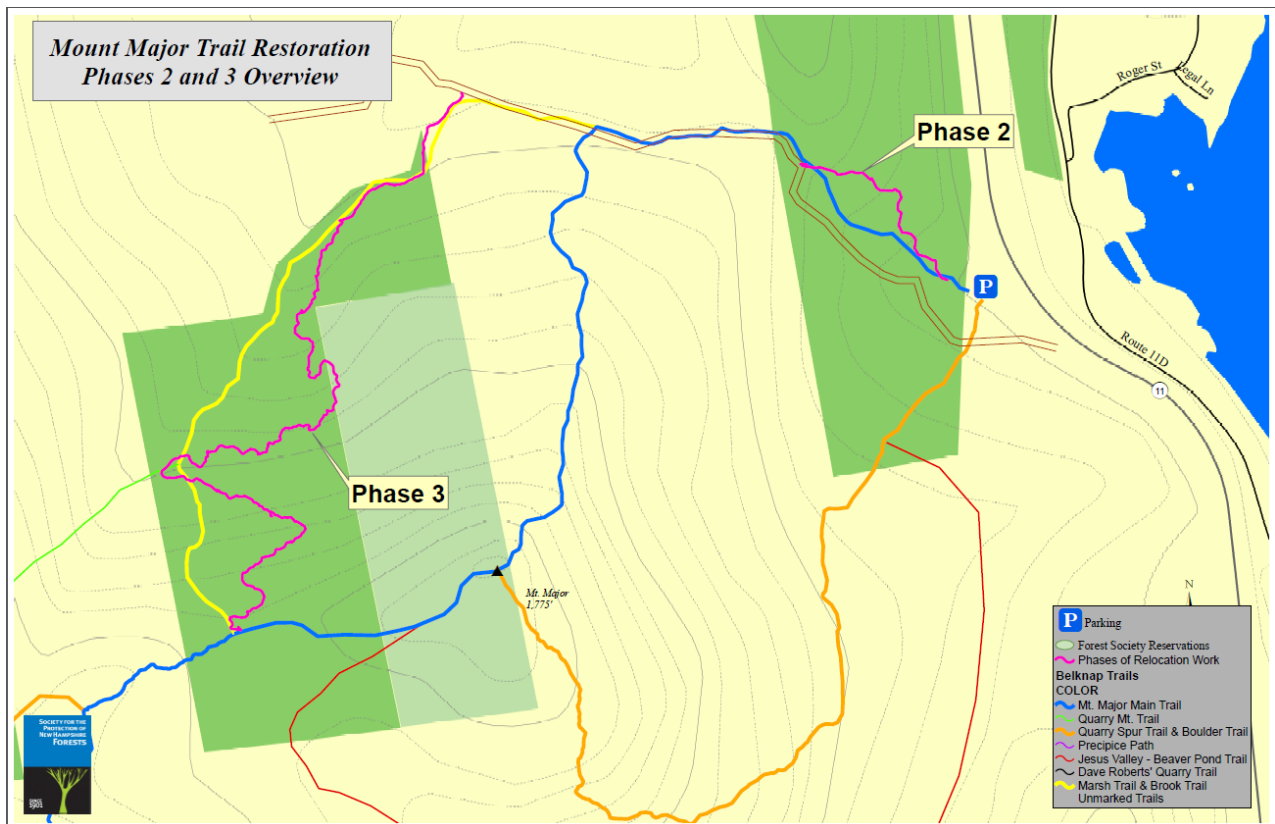 Mount Major Trail Restoration
Phases 2 and 3 Overview
Roger St
Legal Ln
Phase 2
P
Route 11D
11
Phase 3
Mt. Major
1,775'
N
P Parking
Forest Society Reservations
Phases of Relocation Work
Belknap Trails
COLOR
Mt. Major Main Trail
Quarry Mt. Trail
Quarry Spur Trail & Boulder Trail
Precipice Path
Jesus Valley - Beaver Pond Trail
Dave Roberts' Quarry Trail
Marsh Trail & Brook Trail
Unmarked Trails
SOCIETY FOR THE
PROTECTION OF
NEW HAMPSHIRE
FORESTS
SINCE
1901